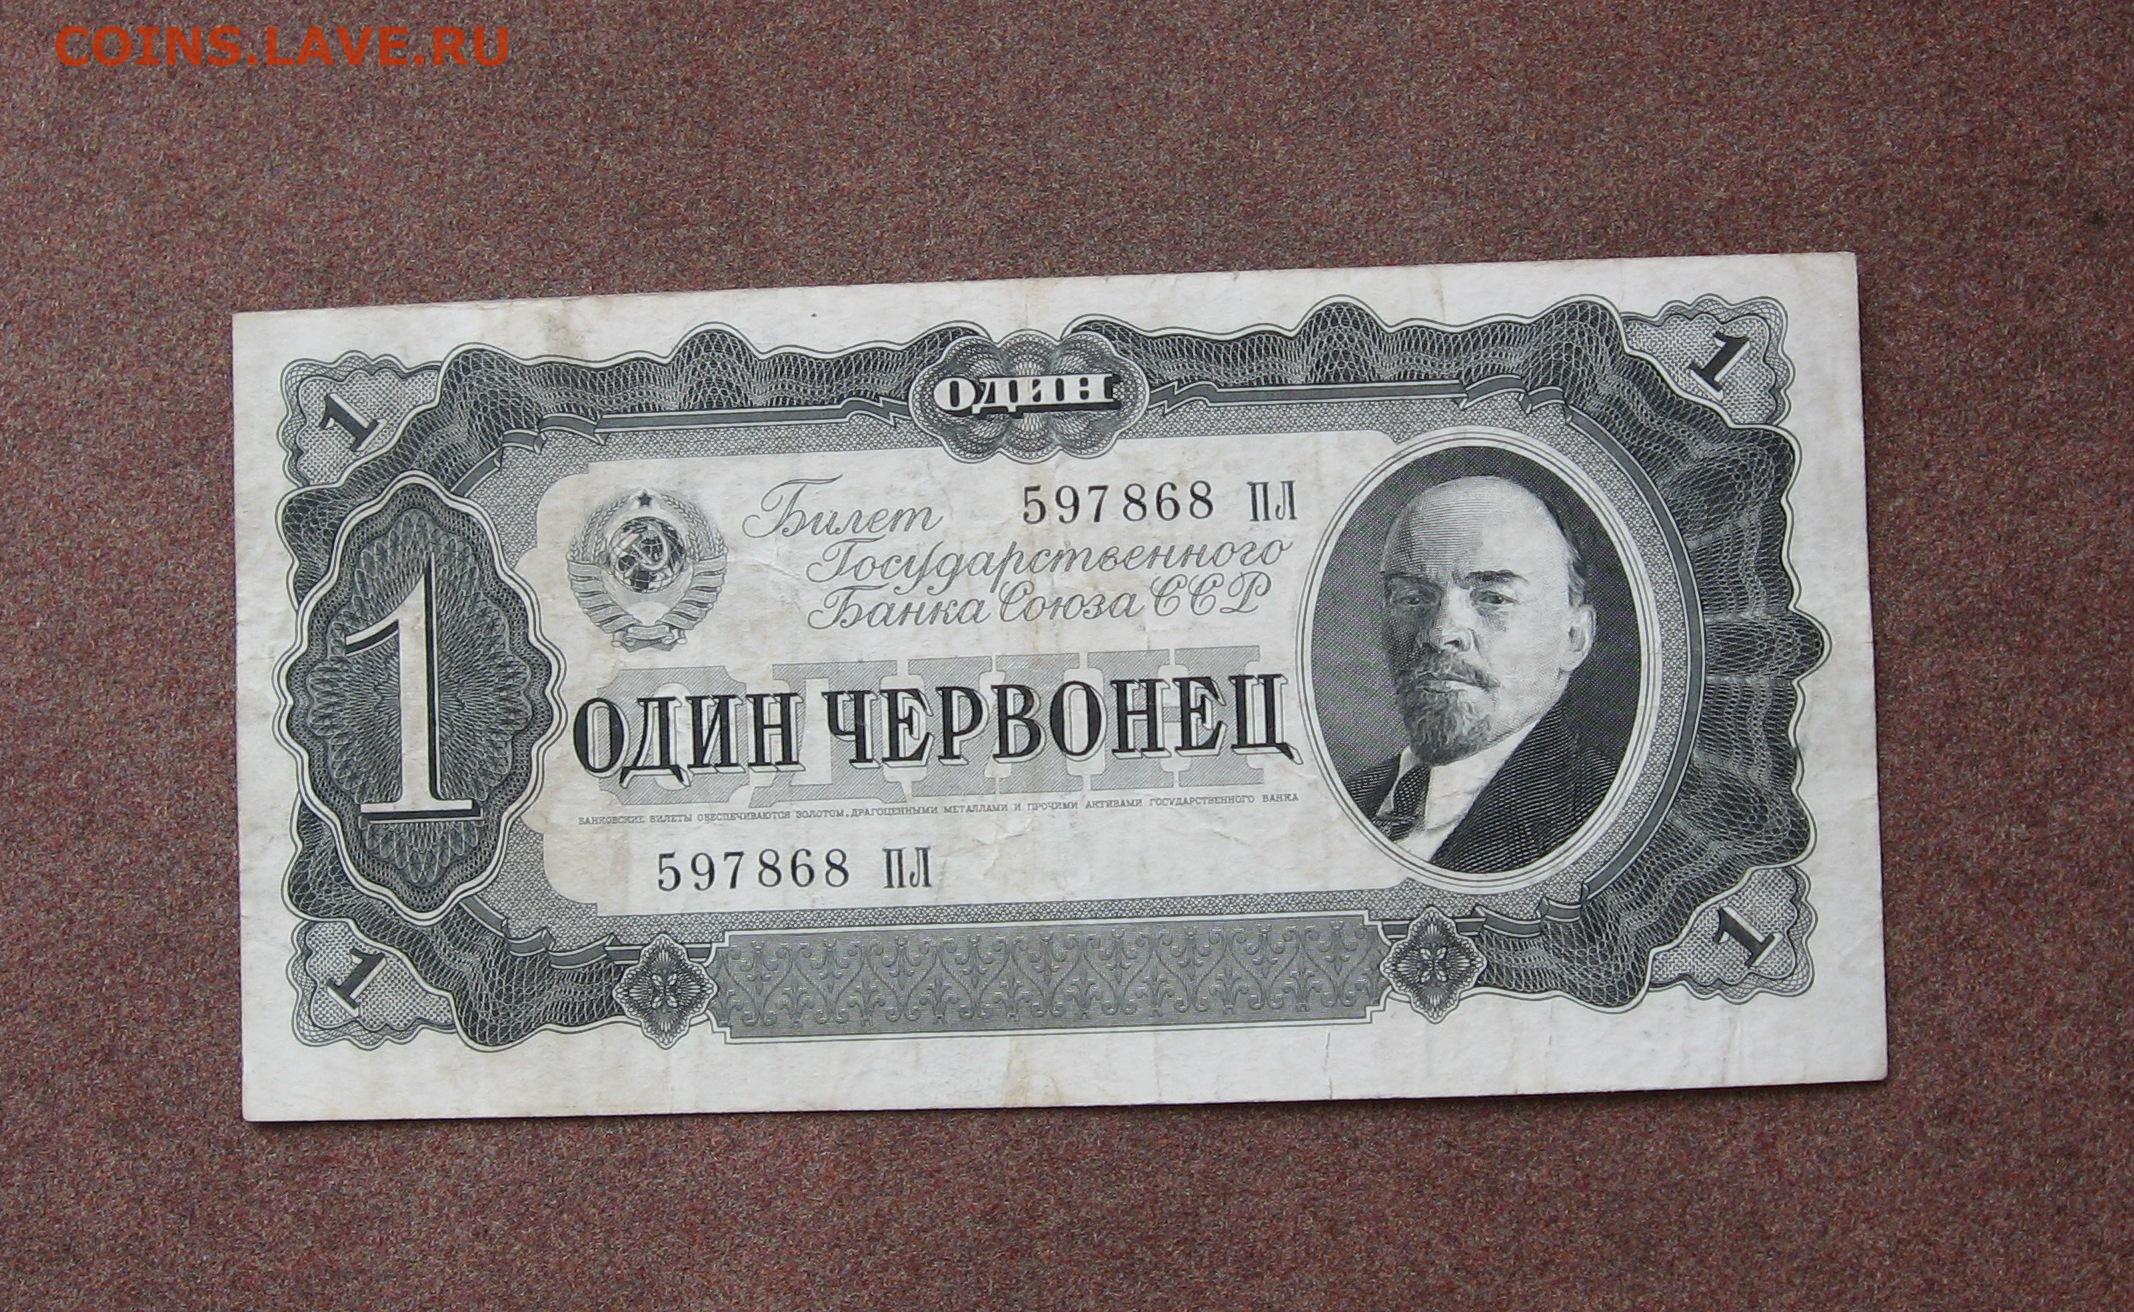 COINS.LAVE.RU
1
1
ОДИН
Билет
597868 ПЛ
Государственного
Банка Союза ССР
1
ОДИН
ОДИН ЧЕРВОНЕЦ
БАНКОВСКИЕ БИЛЕТЫ ОБЕСПЕЧИВАЮТСЯ ЗОЛОТОМ, ДРАГОЦЕННЫМИ МЕТАЛЛАМИ И ПРОЧИМИ АКТИВАМИ ГОСУДАРСТВЕННОГО БАНКА
597868 ПЛ
1
1